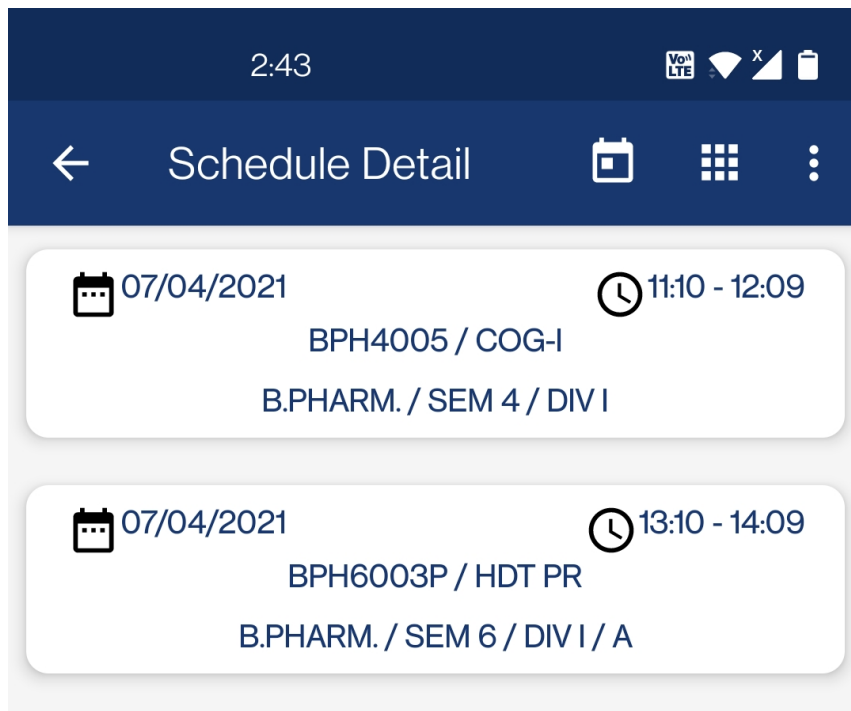 2:43 VoLTE X
Schedule Detail
07/04/2021 11:10 - 12:09
BPH4005 / COG-I
B.PHARM. / SEM 4 / DIV I
07/04/2021 13:10 - 14:09
BPH6003P / HDT PR
B.PHARM. / SEM 6 / DIV I / A